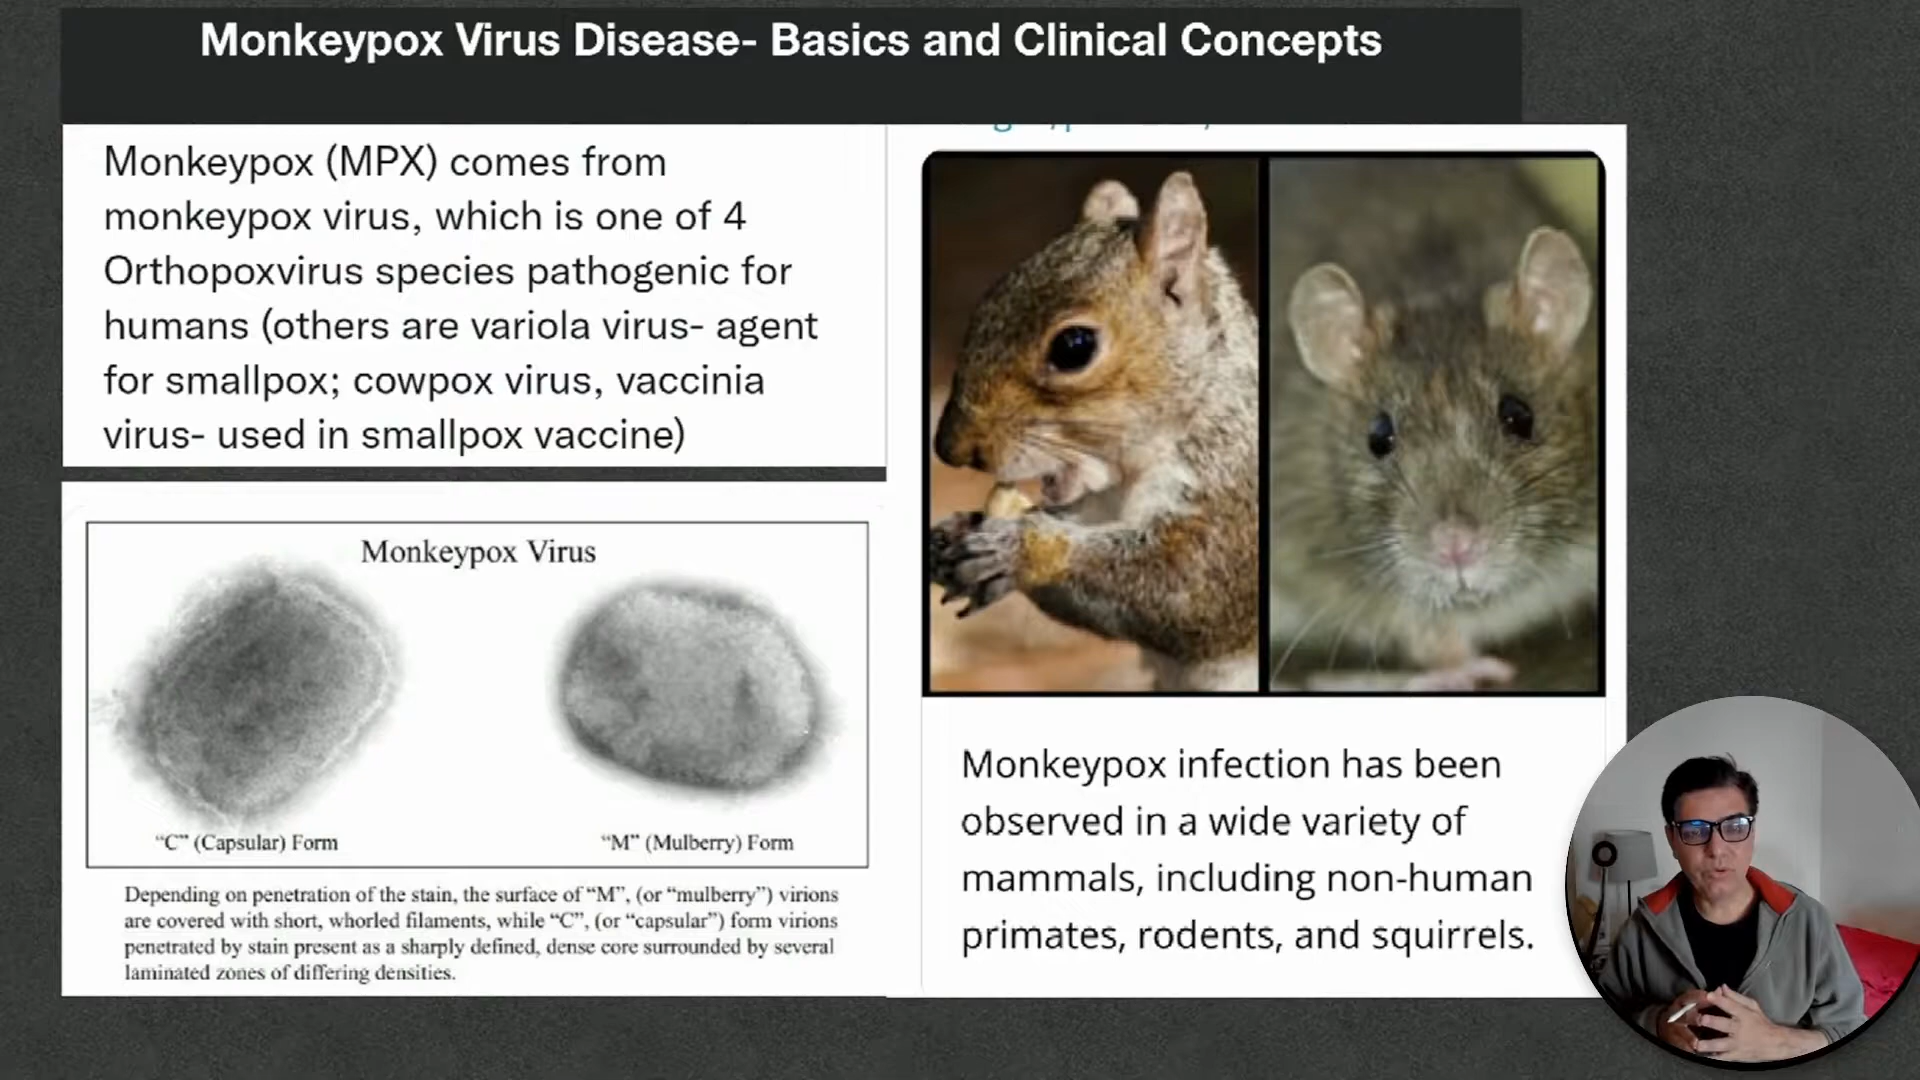 Monkeypox Virus Disease- Basics and Clinical Concepts
Monkeypox (MPX) comes from
monkeypox virus, which is one of 4
Orthopoxvirus species pathogenic for
humans (others are variola virus- agent
for smallpox; cowpox virus, vaccinia
virus- used in smallpox vaccine)
Monkeypox Virus
“C” (Capsular) Form
“M” (Mulberry) Form
Depending on penetration of the stain, the surface of “M”, (or “mulberry”) virions
are covered with short, whorled filaments, while “C”, (or “capsular”) form virions
penetrated by stain present as a sharply defined, dense core surrounded by several
laminated zones of differing densities.
Monkeypox infection has been
observed in a wide variety of
mammals, including non-human
primates, rodents, and squirrels.